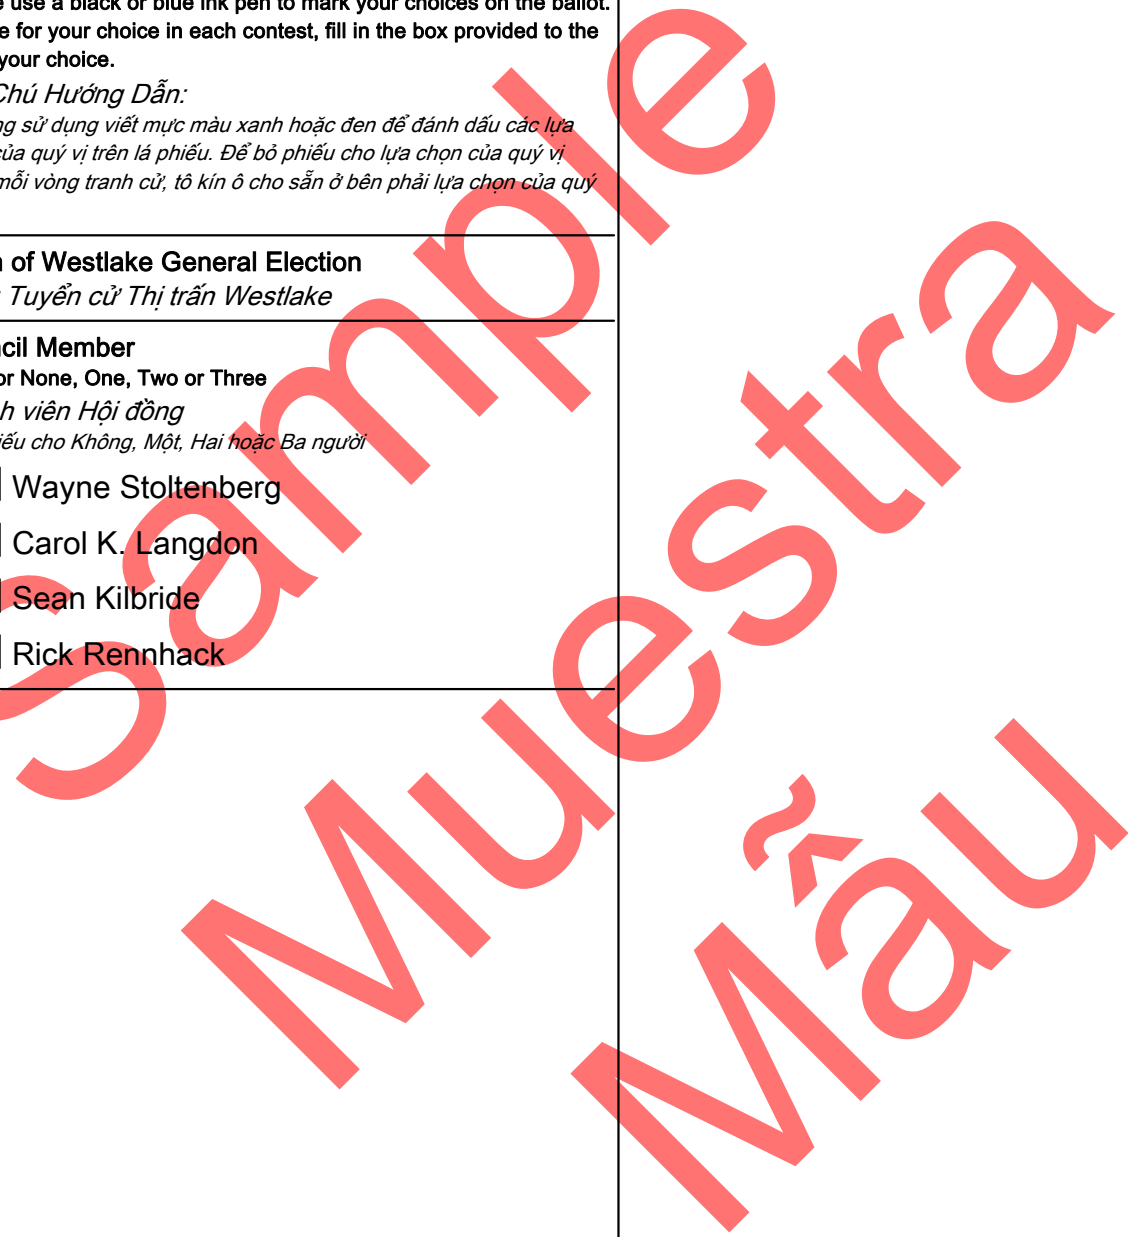 use a black or blue ink pen to mark your choices on the ballot.
for your choice in each contest, fill in the box provided to the
your choice.
Chú Hướng Dẫn:
sử dụng viết mực màu xanh hoặc đen để đánh dấu các lựa
của quý vị trên lá phiếu. Để bỏ phiếu cho lựa chọn của quý vị
mỗi vòng tranh cử, tô kín ô cho sẵn ở bên phải lựa chọn của quý
of Westlake General Election
Tuyển cử Thị trấn Westlake
Member
None, One, Two or Three
viên Hội đồng
cho Không, Một, Hai hoặc Ba người
Wayne Stoltenberg
Carol K. Langdon
Sean Kilbride
Rick Rennhack
Sample
Muestra
Mẫu